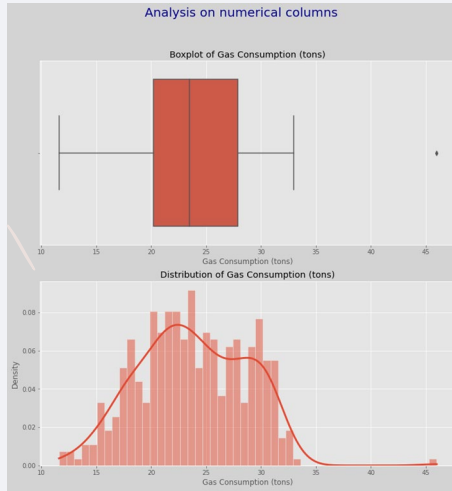 Analysis on numerical columns
Boxplot of Gas Consumption (tons)
10 15 20 25 30 35 40 45
Gas Consumption (tons)
Distribution of Gas Consumption (tons)
0.08
0.06
0.04
0.02
0.00
Density
10 15 20 25 30 35 40 45
Gas Consumption (tons)